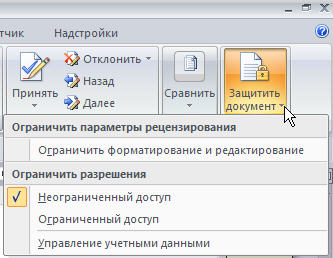 тчик Надстройки
Принять
Отклонить
Назад
Далее
Сравнить
Защитить
документ
Ограничить параметры рецензирования
Ограничить форматирование и редактирование
Ограничить разрешения
Неограниченный доступ
Ограниченный доступ
Управление учетными данными